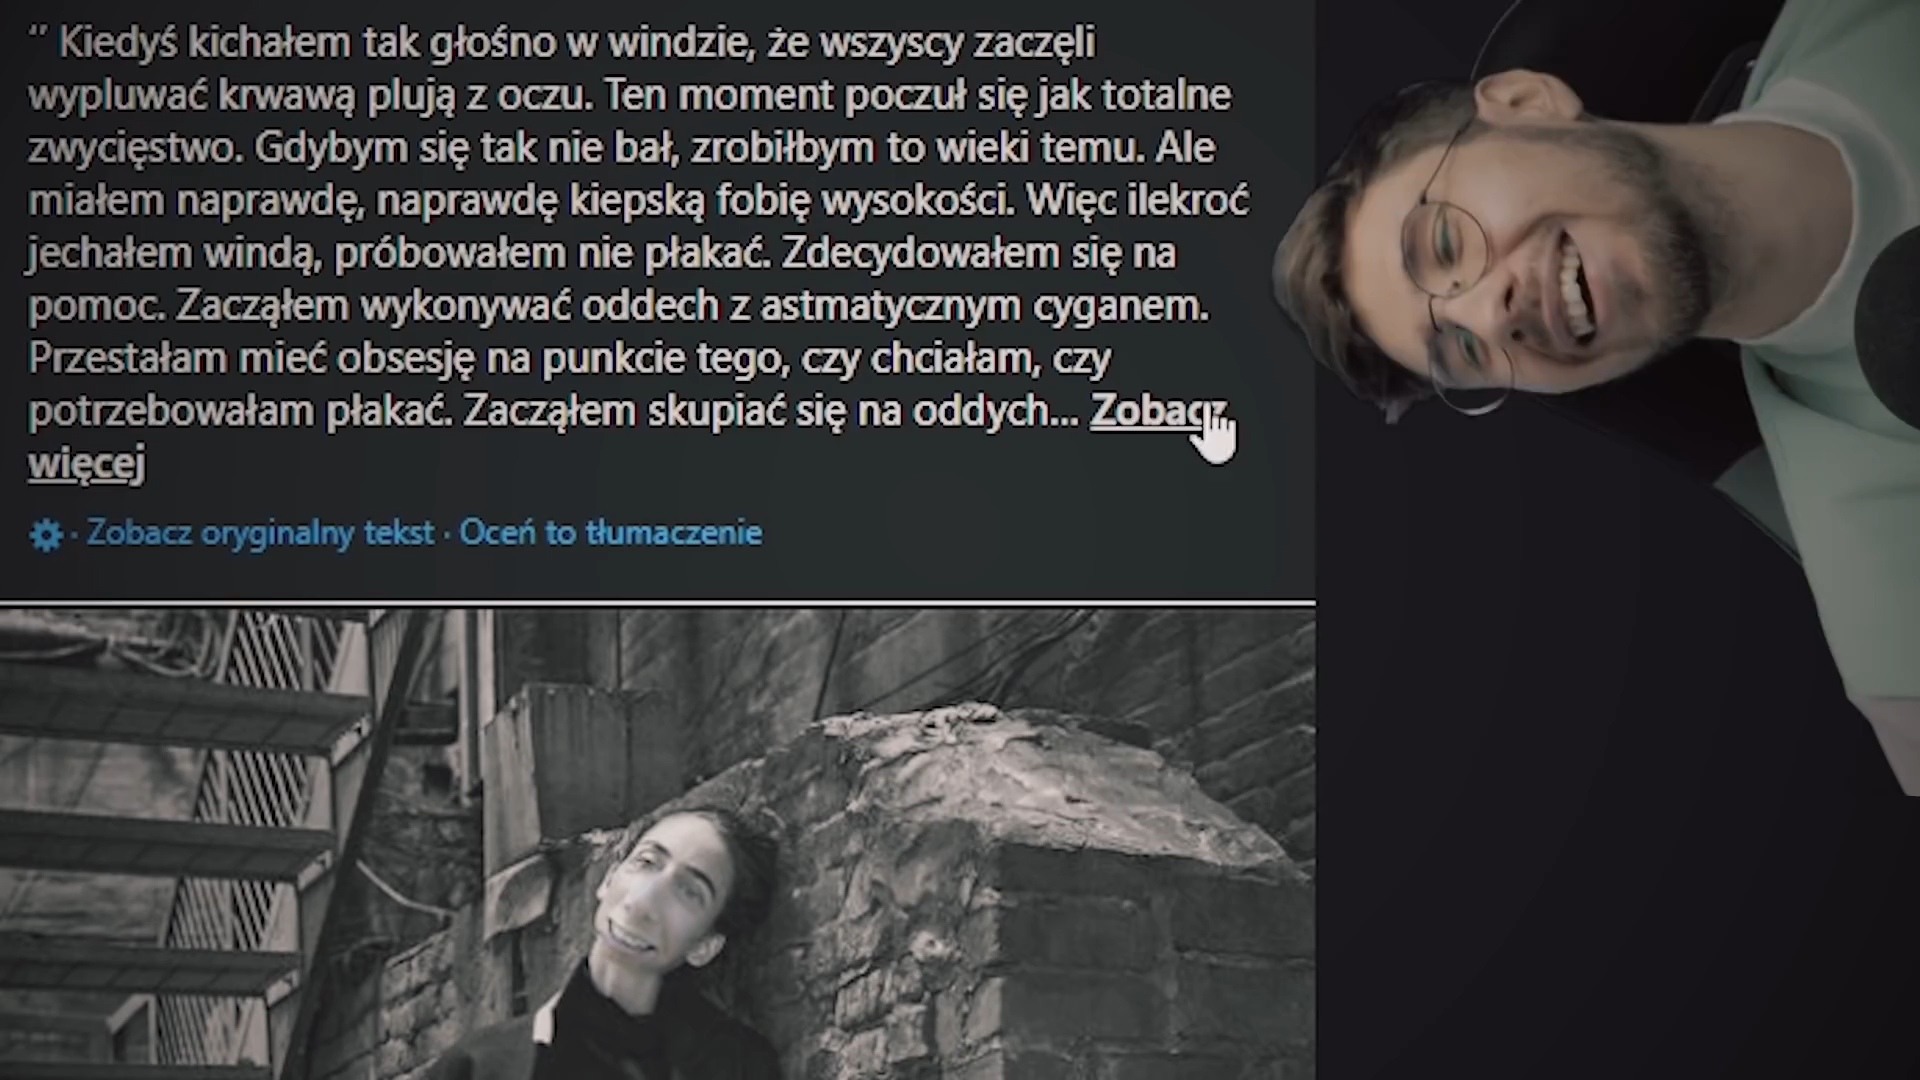 “ Kiedyś kichałem tak głośno w windzie, że wszyscy zaczęli
wypluwać krwawą plują z oczu. Ten moment poczuł się jak totalne
zwycięstwo. Gdybym się tak nie bał, zrobiłbym to wieki temu. Ale
miałem naprawdę, naprawdę kiepską fobię wysokości. Więc ilekroć
jechałem windą, próbowałem nie płakać. Zdecydowałem się na
pomoc. Zacząłem wykonywać oddech z astmatycznym cyganem.
Przestałam mieć obsesję na punkcie tego, czy chciałam, czy
potrzebowałam płakać. Zacząłem skupiać się na oddych... Zobacz
więcej
· Zobacz oryginalny tekst · Oceń to tłumaczenie